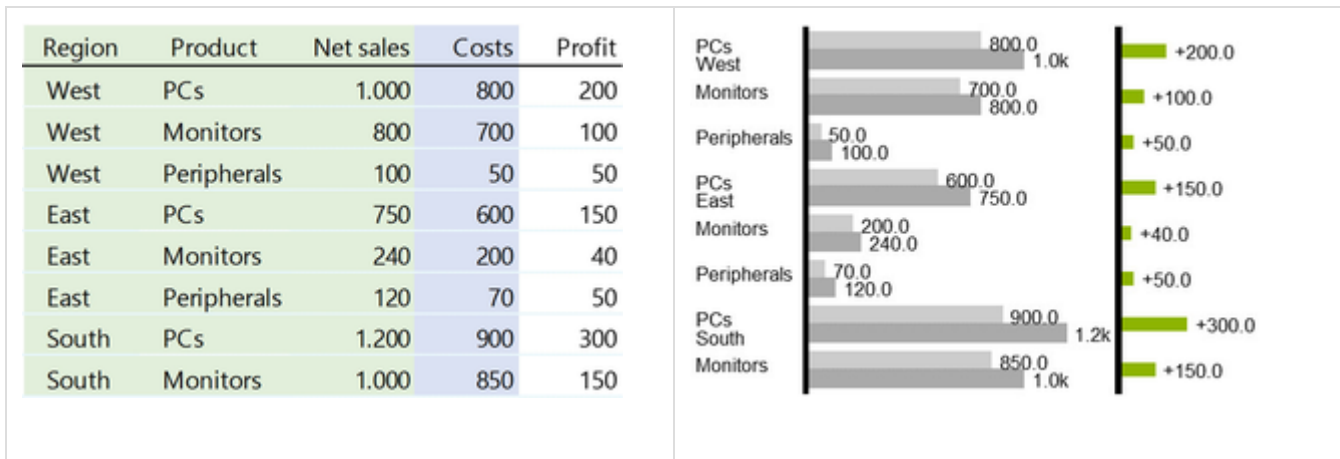 Region Product Net sales Costs Profit
West PCs 1.000 800 200
West Monitors 800 700 100
West Peripherals 100 50 50
East PCs 750 600 150
East Monitors 240 200 40
East Peripherals 120 70 50
South PCs 1.200 900 300
South Monitors 1.000 850 150
PCs 800.0 +200.0
West 1.0k
Monitors 700.0 +100.0
800.0
Peripherals 50.0 +50.0
100.0
PCs 600.0 +150.0
East 750.0
Monitors 200.0 +40.0
240.0
Peripherals 70.0 +50.0
120.0
PCs 900.0 +300.0
South 1.2k
Monitors 850.0 +150.0
1.0k